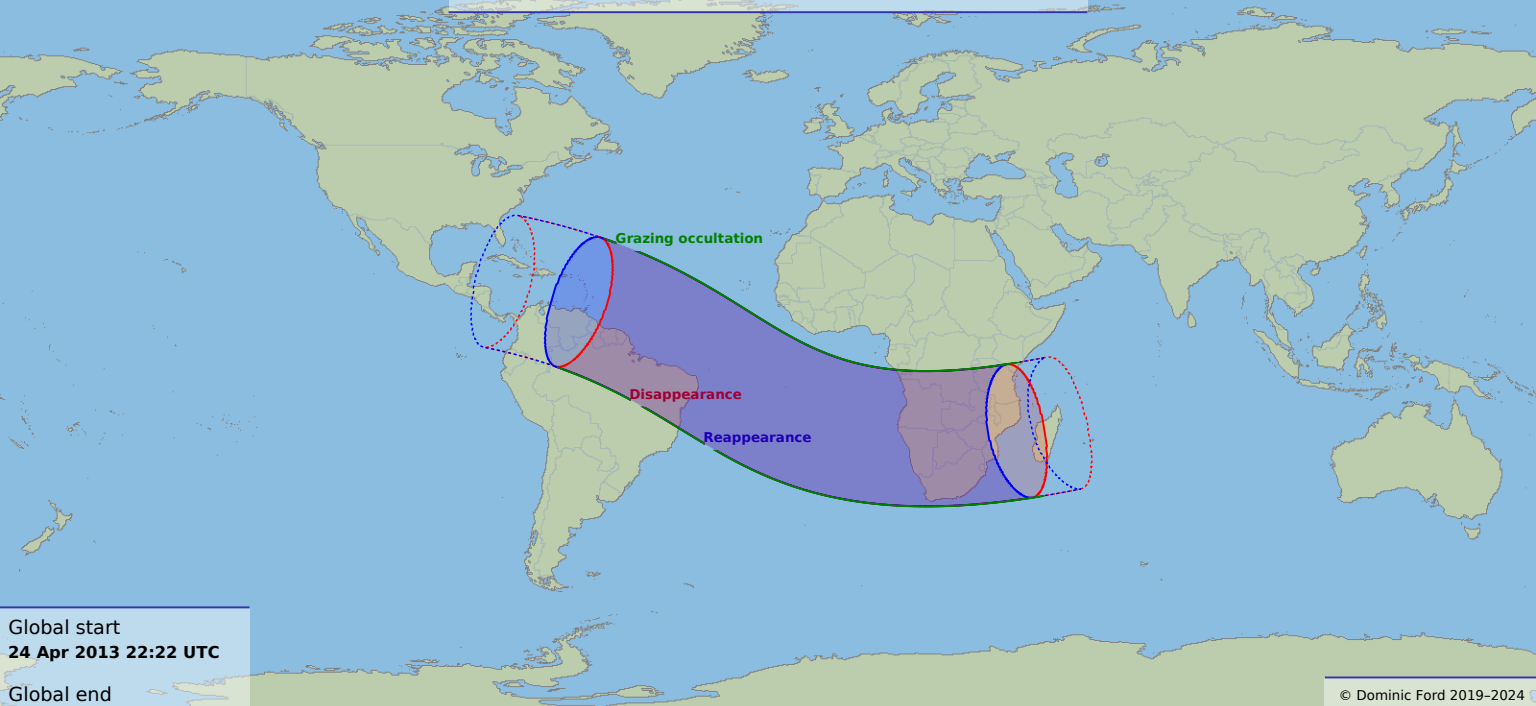 Grazing occultation
Disappearance
Reappearance
Global start
24 Apr 2013 22:22 UTC
Global end
© Dominic Ford 2019–2024